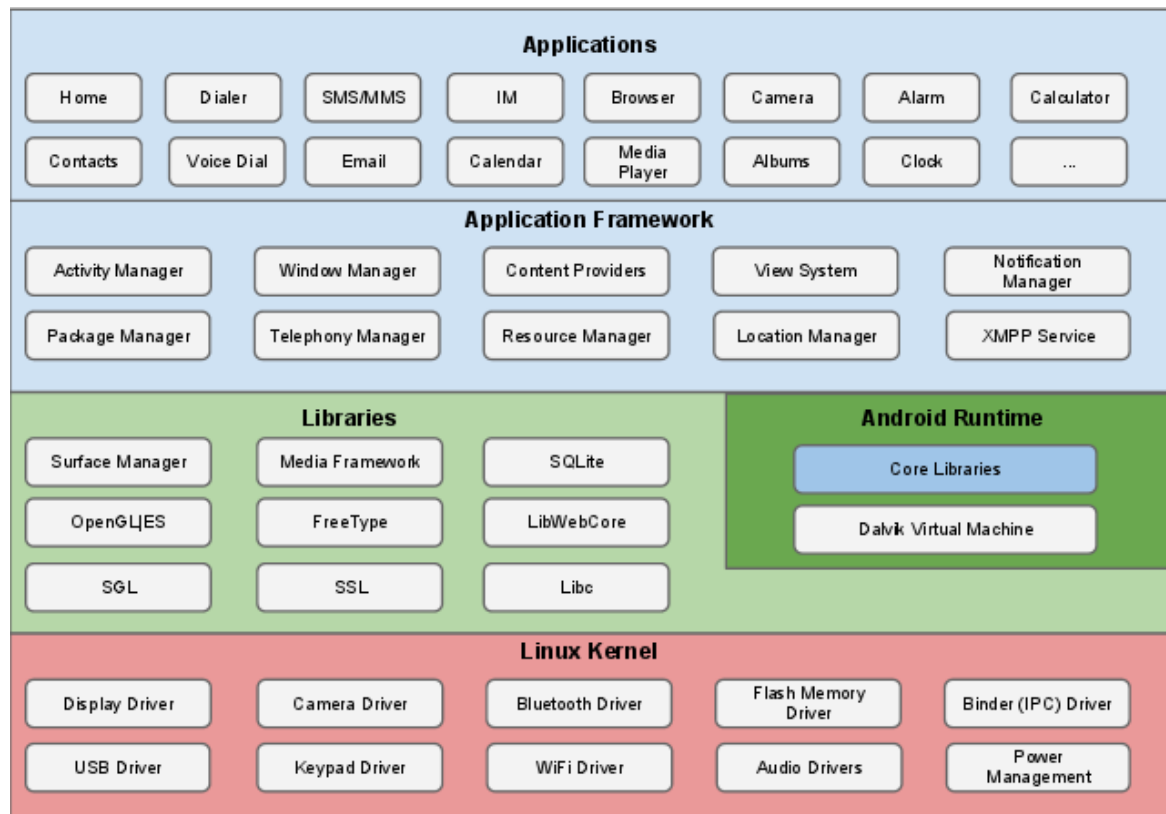 Applications
Home
Dialer
SMS/MMS
IM
Browser
Camera
Alarm
Calculator
Contacts
Voice Dial
Email
Calendar
Media
Player
Albums
Clock
...
Application Framework
Activity Manager
Window Manager
Content Providers
View System
Notification
Manager
Package Manager
Telephony Manager
Resource Manager
Location Manager
XMPP Service
Libraries
Surface Manager
Media Framework
SQLite
OpenGL|ES
FreeType
LibWebCore
SGL
SSL
Libc
Android Runtime
Core Libraries
Dalvik Virtual Machine
Linux Kernel
Display Driver
Camera Driver
Bluetooth Driver
Flash Memory
Driver
Binder (IPC) Driver
USB Driver
Keypad Driver
WiFi Driver
Audio Drivers
Power
Management